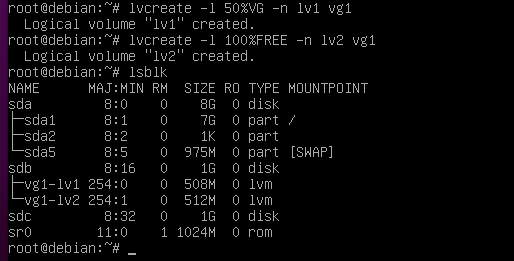 root@debian:~# lvcreate -l 50%VG -n lv1 vg1
  Logical volume "lv1" created.
root@debian:~# lvcreate -l 100%FREE -n lv2 vg1
  Logical volume "lv2" created.
root@debian:~# lsblk
NAME      MAJ:MIN RM  SIZE RO TYPE MOUNTPOINT
sda         8:0    0    8G  0 disk
├─sda1      8:1    0    7G  0 part /
├─sda2      8:2    0    1K  0 part
└─sda5      8:5    0  975M  0 part [SWAP]
sdb         8:16   0    1G  0 disk
├─vg1-lv1 254:0    0  508M  0 lvm
└─vg1-lv2 254:1    0  512M  0 lvm
sdc         8:32   0    1G  0 disk
sr0        11:0    1 1024M  0 rom
root@debian:~# _